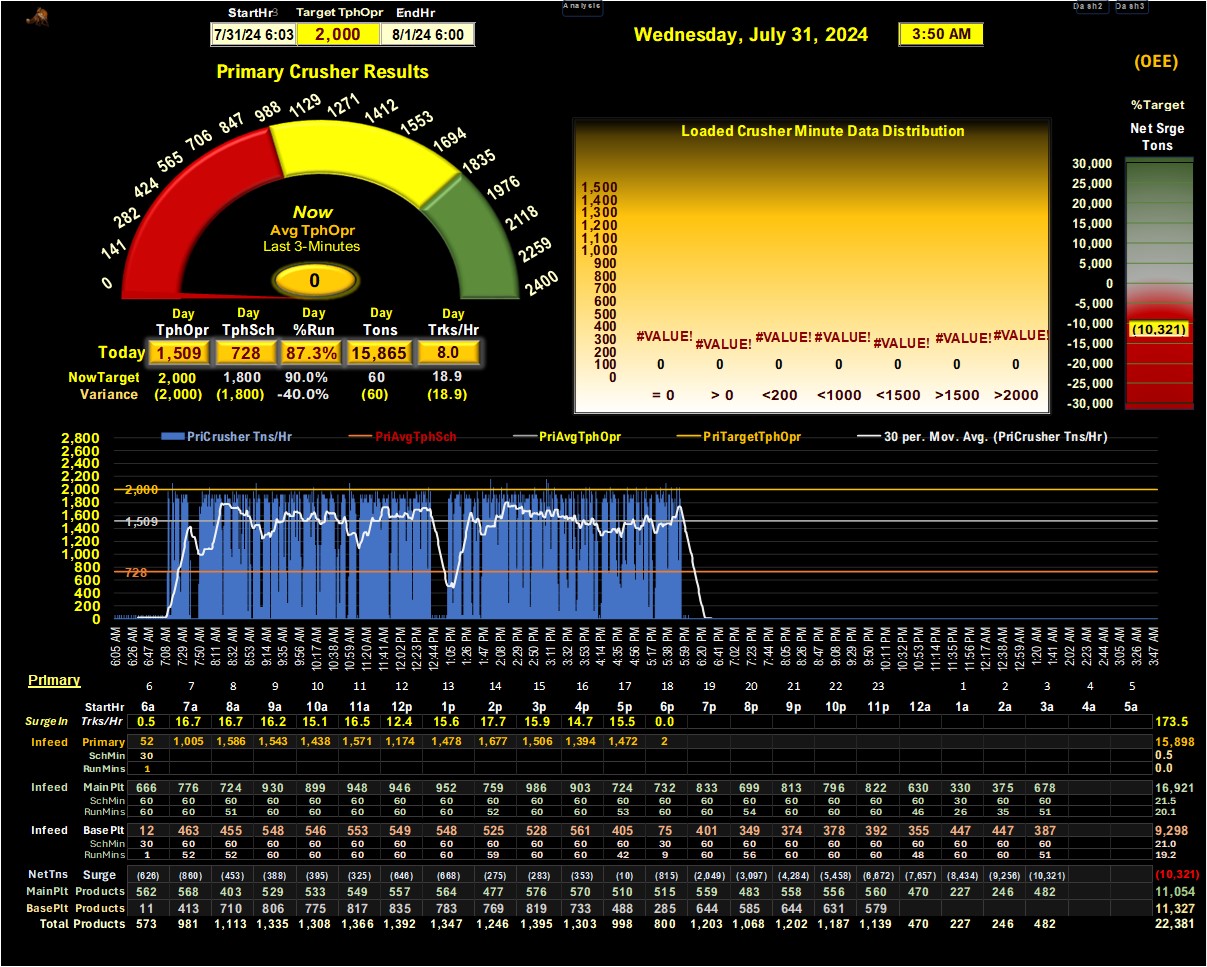 StartHr3 Target TphOpr EndHr
7/31/24 6:03 2,000 8/1/24 6:00
Analysis
Wednesday, July 31, 2024 3:50 AM
Dash2 Dash3
(OEE)
%Target
Net Srge
Tons
30,000
25,000
20,000
15,000
10,000
5,000
0
-5,000
-10,000
-15,000
-20,000
-25,000
-30,000
(10,321)
Primary Crusher Results
0 141 282 424 565 706 847 988 1129 1271 1412 1553 1694 1835 1976 2118 2259 2400
Now
Avg TphOpr
Last 3-Minutes
0
Day Day Day Day Day
TphOpr TphSch %Run Tons Trks/Hr
Today 1,509 728 87.3% 15,865 8.0
NowTarget 2,000 1,800 90.0% 60 18.9
Variance (2,000) (1,800) -40.0% (60) (18.9)
Loaded Crusher Minute Data Distribution
1,500
1,400
1,300
1,200
1,100
1,000
900
800
700
600
500
400
300
200
100
0
#VALUE! #VALUE! #VALUE! #VALUE! #VALUE! #VALUE! #VALUE!
0 0 0 0 0 0 0
= 0 > 0 <200 <1000 <1500 >1500 >2000
PriCrusher Tns/Hr PriAvgTphSch PriAvgTphOpr PriTargetTphOpr 30 per. Mov. Avg. (PriCrusher Tns/Hr)
2,800
2,600
2,400
2,200
2,000
1,800
1,600
1,400
1,200
1,000
800
600
400
200
0
2,000
1,509
728
6:05 AM 6:26 AM 6:47 AM 7:08 AM 7:29 AM 7:50 AM 8:11 AM 8:32 AM 8:53 AM 9:14 AM 9:35 AM 9:56 AM 10:17 AM 10:38 AM 10:59 AM 11:20 AM 11:41 AM 12:02 PM 12:23 PM 12:44 PM 1:05 PM 1:26 PM 1:47 PM 2:08 PM 2:29 PM 2:50 PM 3:11 PM 3:32 PM 3:53 PM 4:14 PM 4:35 PM 4:56 PM 5:17 PM 5:38 PM 5:59 PM 6:20 PM 6:41 PM 7:02 PM 7:23 PM 7:44 PM 8:05 PM 8:26 PM 8:47 PM 9:08 PM 9:29 PM 9:50 PM 10:11 PM 10:32 PM 10:53 PM 11:14 PM 11:35 PM 11:56 PM 12:17 AM 12:38 AM 12:59 AM 1:20 AM 1:41 AM 2:02 AM 2:23 AM 2:44 AM 3:05 AM 3:26 AM 3:47 AM
Primary
6 7 8 9 10 11 12 13 14 15 16 17 18 19 20 21 22 23 1 2 3 4 5
StartHr 6a 7a 8a 9a 10a 11a 12p 1p 2p 3p 4p 5p 6p 7p 8p 9p 10p 11p 12a 1a 2a 3a 4a 5a
SurgeIn Trks/Hr 0.5 16.7 16.7 16.2 15.1 16.5 12.4 15.6 17.7 15.9 14.7 15.5 0.0 173.5
Infeed Primary 52 1,005 1,586 1,543 1,438 1,571 1,174 1,478 1,677 1,506 1,394 1,472 2 15,898
SchMin 30 0.5
RunMins 1 0.0
Infeed Main Plt 666 776 724 930 899 948 946 952 759 986 903 724 732 833 699 813 796 822 630 330 375 678 16,921
SchMin 60 60 60 60 60 60 60 60 60 60 60 60 60 60 60 60 60 60 60 30 60 60 21.5
RunMins 60 60 51 60 60 60 60 60 52 60 60 53 60 60 54 60 60 60 46 26 35 51 20.1
Infeed Base Plt 12 463 455 548 546 553 549 548 525 528 561 405 75 401 349 374 378 392 355 447 447 387 9,298
SchMin 30 60 60 60 60 60 60 60 60 60 60 60 30 60 60 60 60 60 60 60 60 60 21.0
RunMins 1 52 52 60 60 60 60 60 59 60 60 42 9 60 56 60 60 60 48 60 60 51 19.2
NetTns Surge (626) (860) (453) (388) (395) (325) (646) (668) (275) (283) (353) (10) (815) (2,049) (3,097) (4,284) (5,458) (6,672) (7,657) (8,434) (9,256) (10,321) (10,321)
MainPlt Products 562 568 403 529 533 549 557 564 477 576 570 510 515 559 483 558 556 560 470 227 246 482 11,054
BasePlt Products 11 413 710 806 775 817 835 783 769 819 733 488 285 644 585 644 631 579 11,327
Total Products 573 981 1,113 1,335 1,308 1,366 1,392 1,347 1,246 1,395 1,303 998 800 1,203 1,068 1,202 1,187 1,139 470 227 246 482 22,381